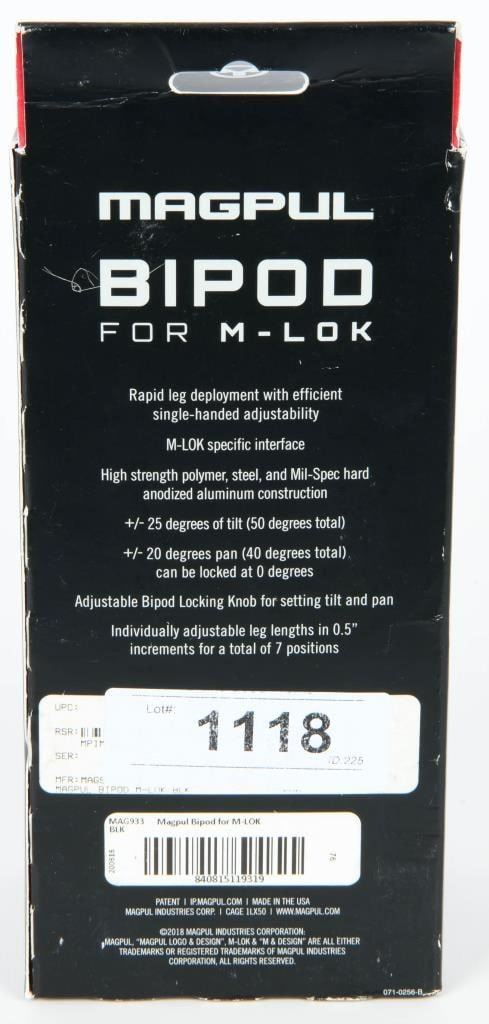 MAGPUL
BIPOD
FOR M-LOK
Rapid leg deployment with efficient
single-handed adjustability
M-LOK specific interface
High strength polymer, steel, and Mil-Spec hard
anodized aluminum construction
+/- 25 degrees of tilt (50 degrees total)
+/- 20 degrees pan (40 degrees total)
can be locked at 0 degrees
Adjustable Bipod Locking Knob for setting tilt and pan
Individually adjustable leg lengths in 0.5"
increments for a total of 7 positions
UPC:
Lot#:
1118
RSR:
SER:
ID:225
MFR:MAG
MAGPUL BIPOD M-LOK BLK
MAG933 Magpul Bipod for M-LOK
BLK
76
840815119319
PATENT | IP.MAGPUL.COM | MADE IN THE USA
MAGPUL INDUSTRIES CORP. | CAGE 1LX50 | WWW.MAGPUL.COM
©2018 MAGPUL INDUSTRIES CORPORATION:
MAGPUL, "MAGPUL LOGO & DESIGN", M-LOK & "M & DESIGN" ARE ALL EITHER
TRADEMARKS OR REGISTERED TRADEMARKS OF MAGPUL INDUSTRIES
CORPORATION, ALL RIGHTS RESERVED.
071-0256-B